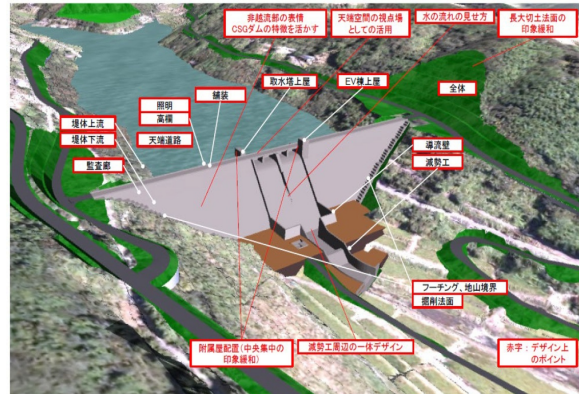 非越流部の表情
CSGダムの特徴を活かす
天端空間の視点場
としての活用
水の流れの見せ方
長大切土法面の
印象緩和
取水塔上屋
EV棟上屋
全体
舗装
照明
高欄
天端道路
堤体上流
堤体下流
監査廊
導流壁
減勢工
フーチング、地山境界
掘削法面
附属屋配置(中央集中の
印象緩和)
減勢工周辺の一体デザイン
赤字:デザイン上
のポイント